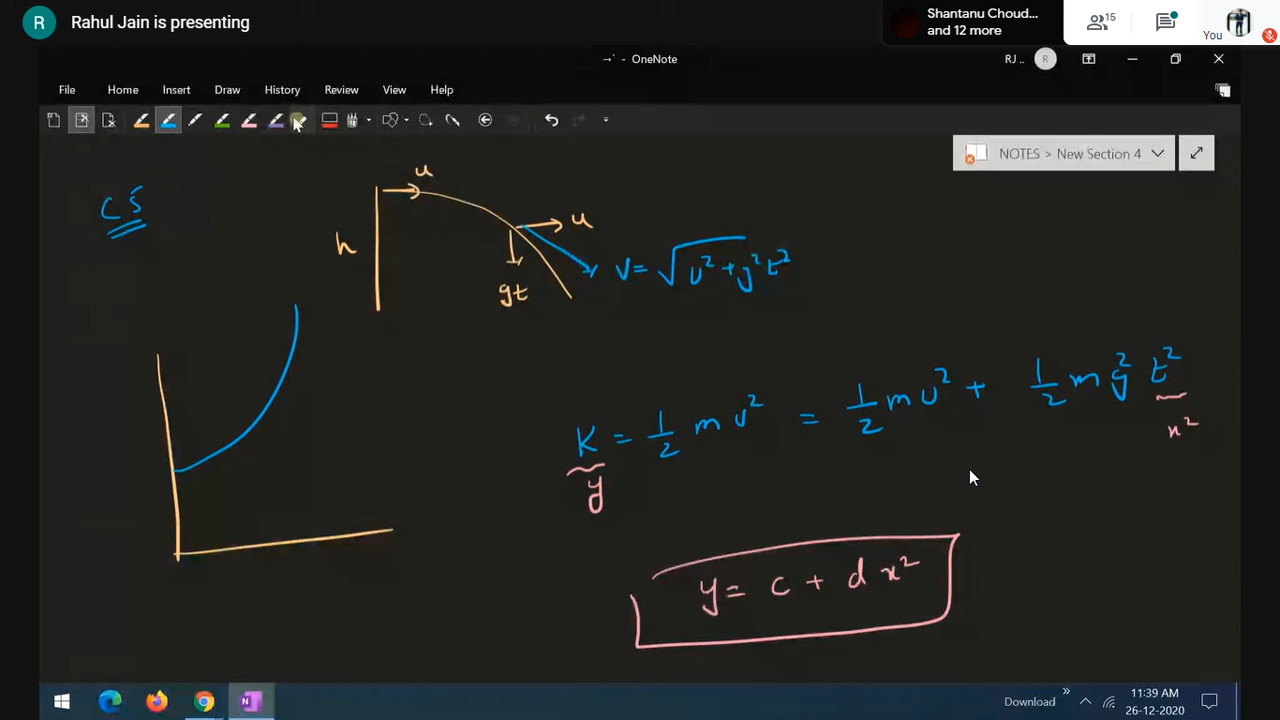 R Rahul Jain is presenting
Shantanu Choud...
and 12 more
15
You
→˙ - OneNote
RJ ..
R
File Home Insert Draw History Review View Help
NOTES > New Section 4
u
h
u
gt
v = √u² + g²t²
K = 1/2 m v² = 1/2 m u² + 1/2 m g² t²
y
x²
y = c + d x²
Download
»
11:39 AM
26-12-2020